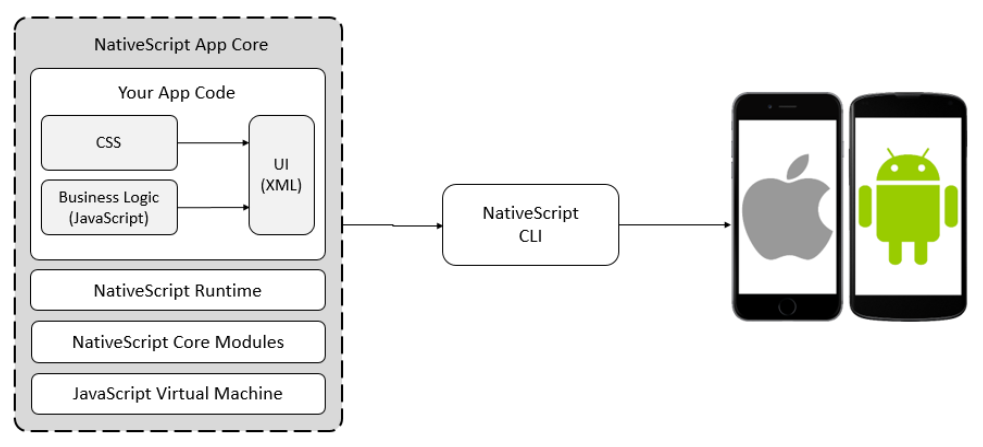 NativeScript App Core
Your App Code
CSS
Business Logic
(JavaScript)
UI
(XML)
NativeScript Runtime
NativeScript Core Modules
JavaScript Virtual Machine
NativeScript
CLI